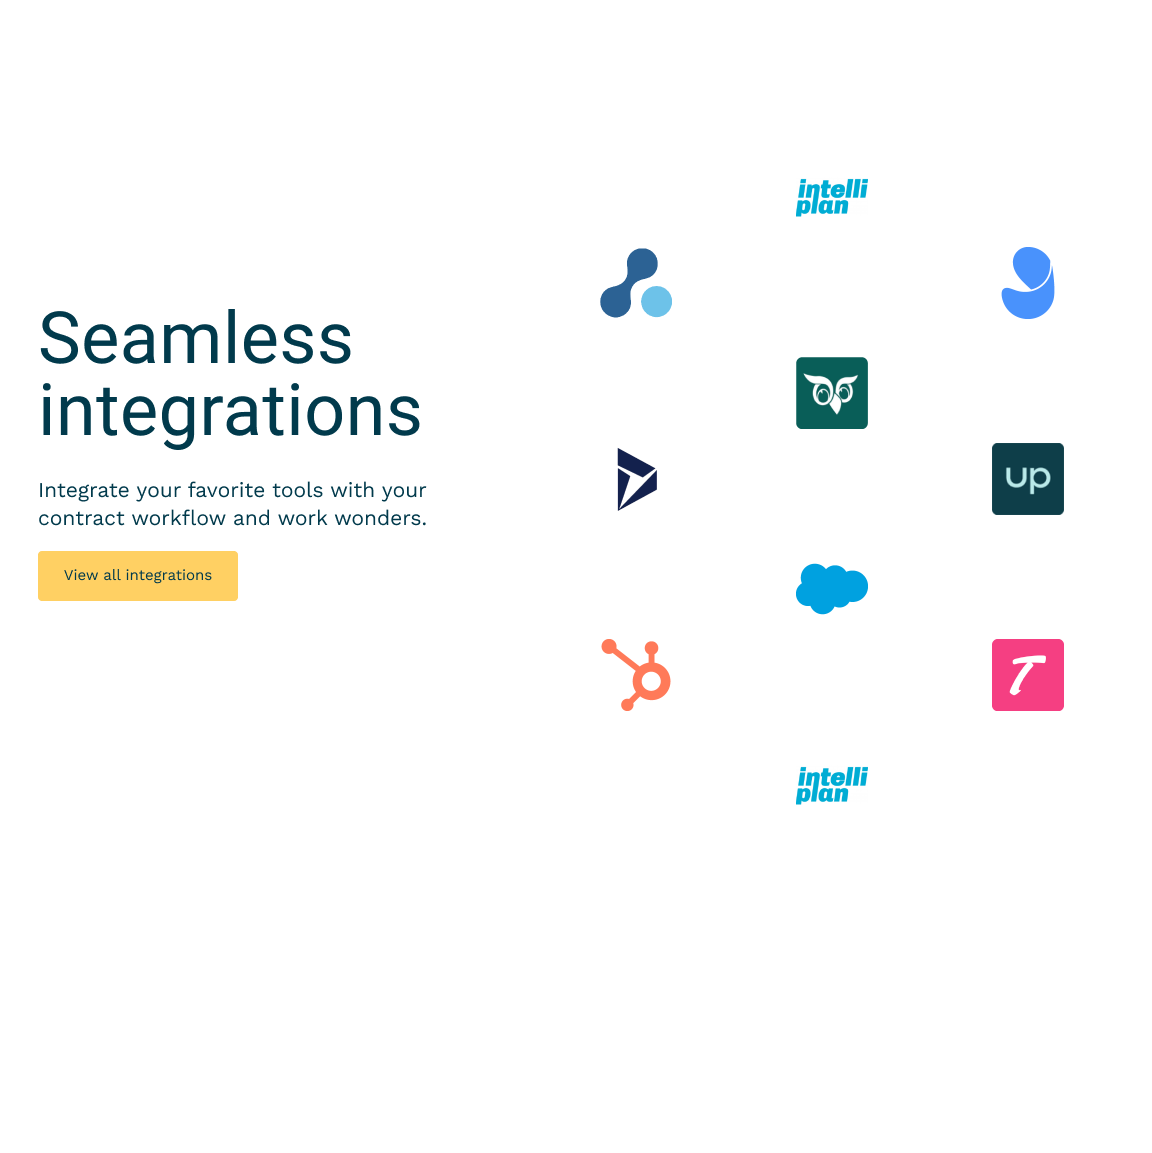 intelli
plan
Seamless
integrations
Integrate your favorite tools with your
contract workflow and work wonders.
View all integrations
up
T
intelli
plan